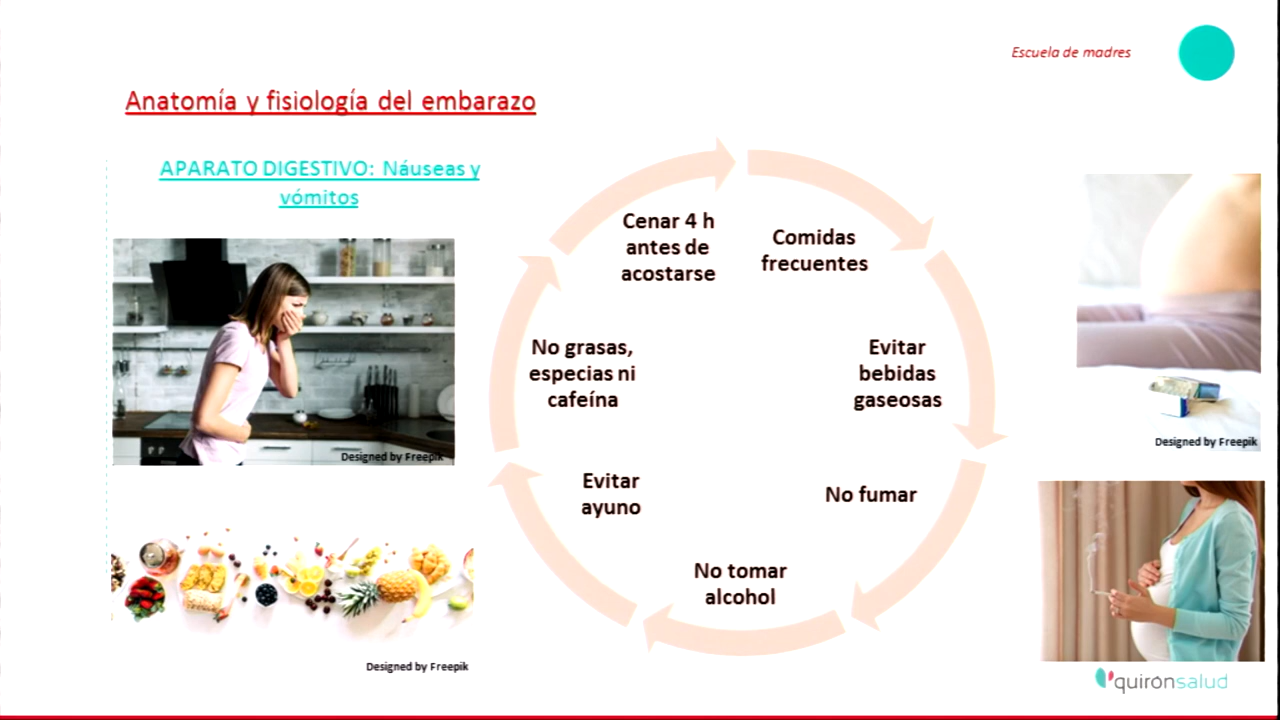 Escuela de madres
Anatomía y fisiología del embarazo
APARATO DIGESTIVO: Náuseas y
vómitos
Cenar 4 h
antes de
acostarse
Comidas
frecuentes
No grasas,
especias ni
cafeína
Evitar
bebidas
gaseosas
Evitar
ayuno
No fumar
No tomar
alcohol
Designed by Freepik
Designed by Freepik
Designed by Freepik
quirónsalud